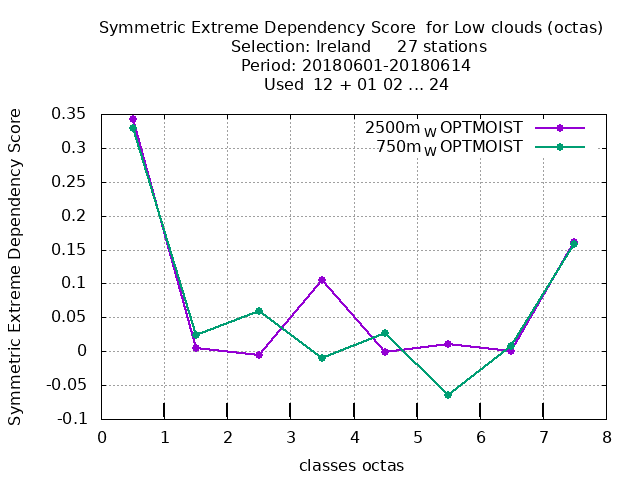 Symmetric Extreme Dependency Score  for Low clouds (octas)
Selection: Ireland     27 stations
Period: 20180601-20180614
Used  12 + 01 02 ... 24
Symmetric Extreme Dependency Score
0.35
0.3
0.25
0.2
0.15
0.1
0.05
0
-0.05
-0.1
2500m_W OPTMOIST
750m_W OPTMOIST
0 1 2 3 4 5 6 7 8
classes octas